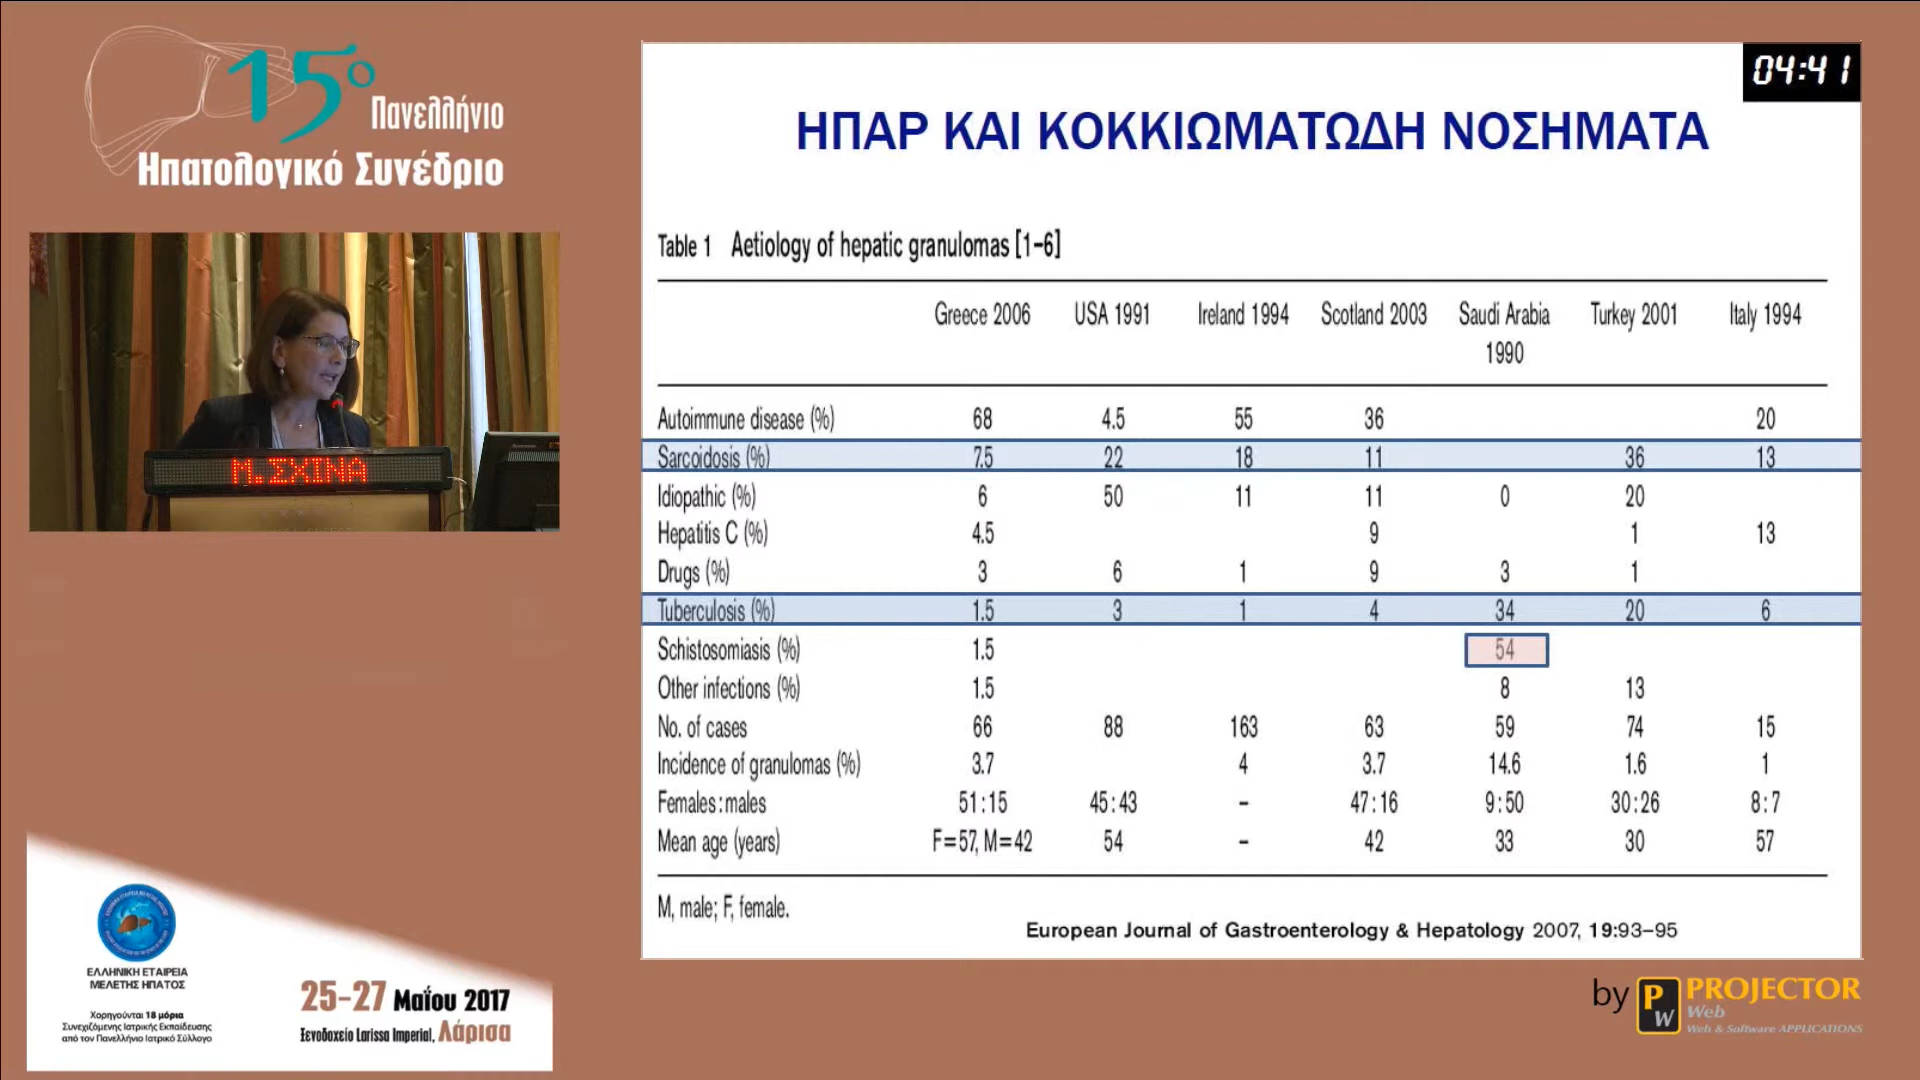 15ο
Πανελλήνιο
Ηπατολογικό Συνέδριο
Μ.ΣΧΙΝΑ
04:41
ΗΠΑΡ ΚΑΙ ΚΟΚΚΙΩΜΑΤΩΔΗ ΝΟΣΗΜΑΤΑ
Table 1 Aetiology of hepatic granulomas [1–6]
Greece 2006 USA 1991 Ireland 1994 Scotland 2003 Saudi Arabia 1990 Turkey 2001 Italy 1994
Autoimmune disease (%) 68 4.5 55 36 20
Sarcoidosis (%) 7.5 22 18 11 36 13
Idiopathic (%) 6 50 11 11 0 20
Hepatitis C (%) 4.5 9 1 13
Drugs (%) 3 6 1 9 3 1
Tuberculosis (%) 1.5 3 1 4 34 20 6
Schistosomiasis (%) 1.5 54
Other infections (%) 1.5 8 13
No. of cases 66 88 163 63 59 74 15
Incidence of granulomas (%) 3.7 4 3.7 14.6 1.6 1
Females:males 51:15 45:43 – 47:16 9:50 30:26 8:7
Mean age (years) F=57, M=42 54 – 42 33 30 57
M, male; F, female.
European Journal of Gastroenterology & Hepatology 2007, 19:93–95
ΕΛΛΗΝΙΚΗ ΕΤΑΙΡΕΙΑ
ΜΕΛΕΤΗΣ ΗΠΑΤΟΣ
Χορηγούνται 18 μόρια
Συνεχιζόμενης Ιατρικής Εκπαίδευσης
από τον Πανελλήνιο Ιατρικό Σύλλογο
25-27 Μαΐου 2017
Ξενοδοχείο Larissa Imperial, Λάρισα
by PW PROJECTOR
Web
Web & Software APPLICATIONS